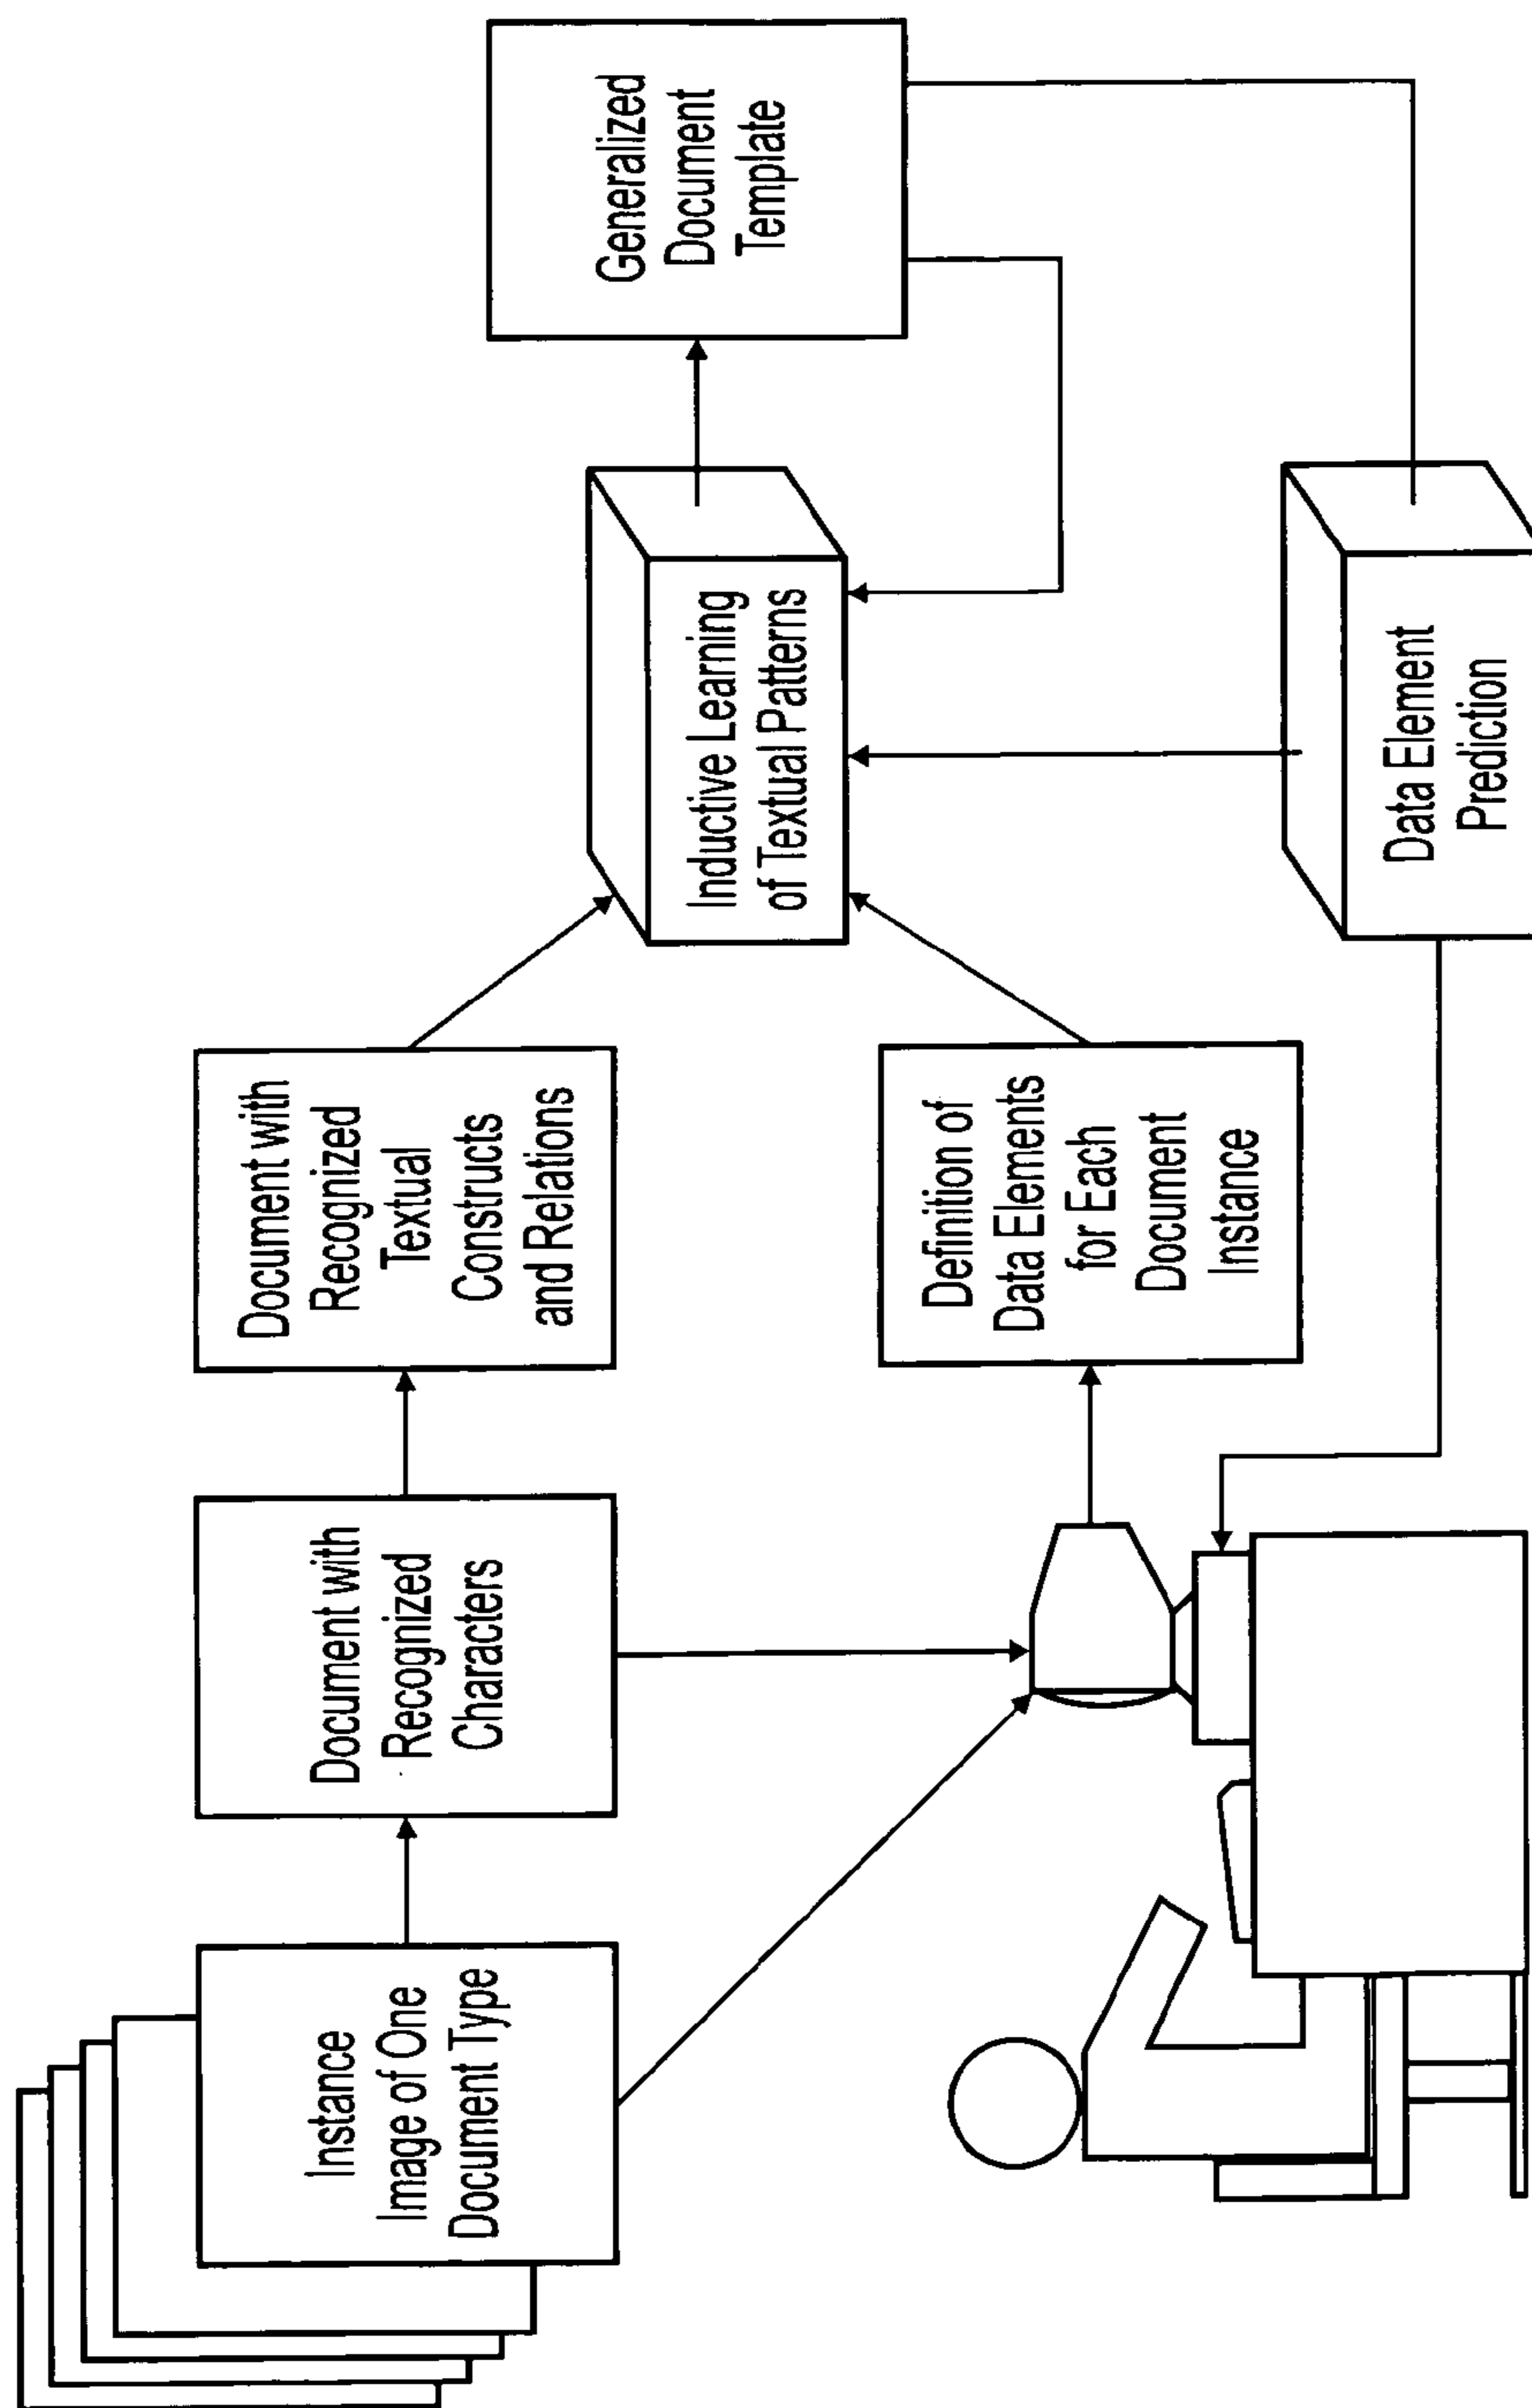 Instance
Image of One
Document Type
Document with
Recognized
Characters
Document with
Recognized
Textual
Constructs
and Relations
Definition of
Data Elements
for Each
Document
Instance
Inductive Learning
of Textual Patterns
Generalized
Document
Template
Data Element
Prediction